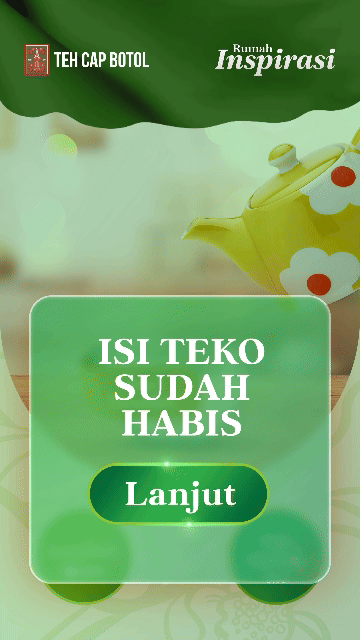 TEH CAP BOTOL
Rumah
Inspirasi
ISI TEKO
SUDAH
HABIS
Lanjut